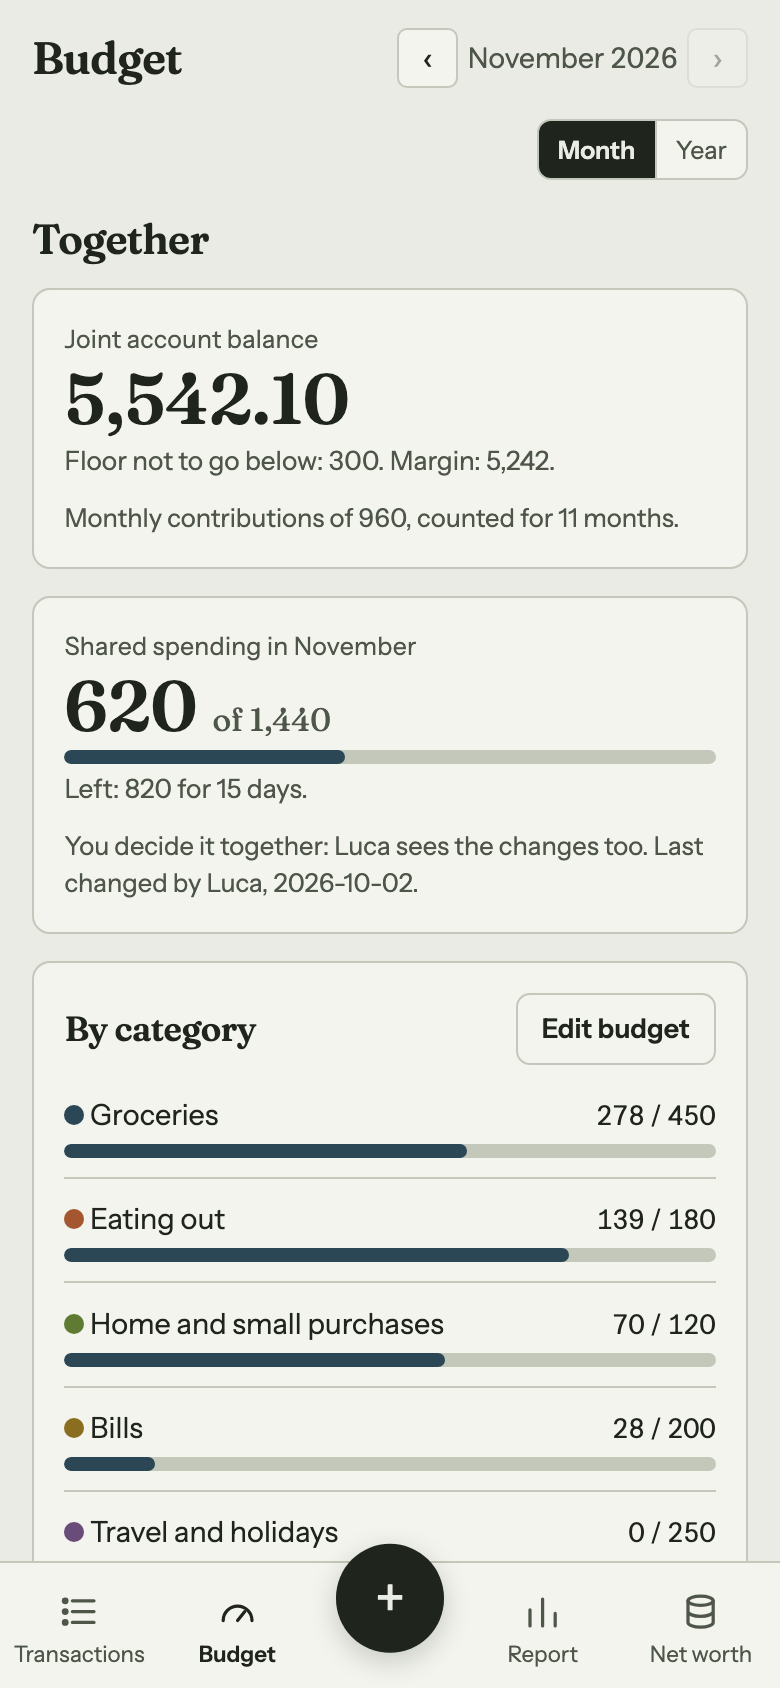 Budget
‹ November 2026 ›
Month Year
Together
Joint account balance
5,542.10
Floor not to go below: 300. Margin: 5,242.
Monthly contributions of 960, counted for 11 months.
Shared spending in November
620 of 1,440
Left: 820 for 15 days.
You decide it together: Luca sees the changes too. Last
changed by Luca, 2026-10-02.
By category Edit budget
Groceries 278 / 450
Eating out 139 / 180
Home and small purchases 70 / 120
Bills 28 / 200
Travel and holidays 0 / 250
+
Transactions Budget Report Net worth